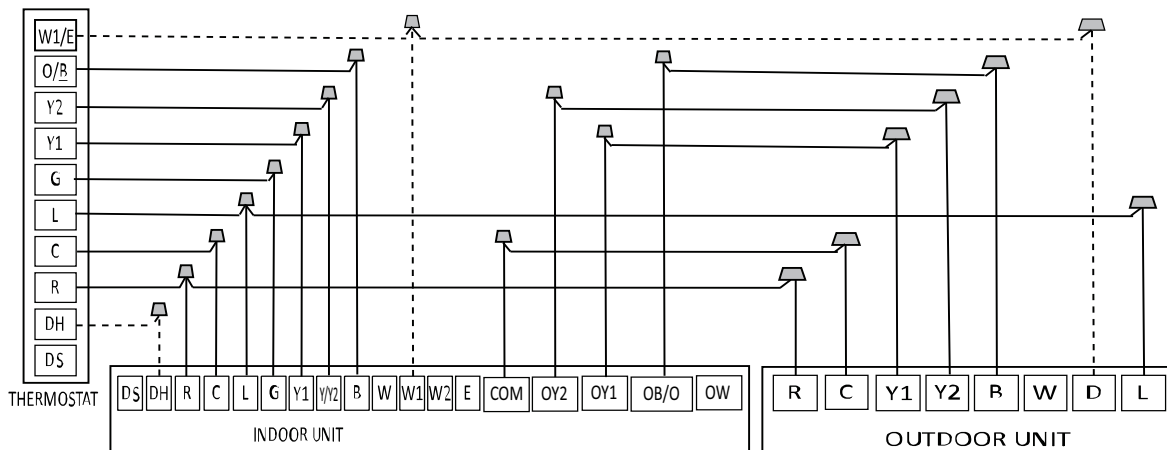 W1/E
O/B
Y2
Y1
G
L
C
R
DH
DS
THERMOSTAT
DS DH R C L G Y1 Y/Y2 B W W1 W2 E COM OY2 OY1 OB/O OW
INDOOR UNIT
R C Y1 Y2 B W D L
OUTDOOR UNIT